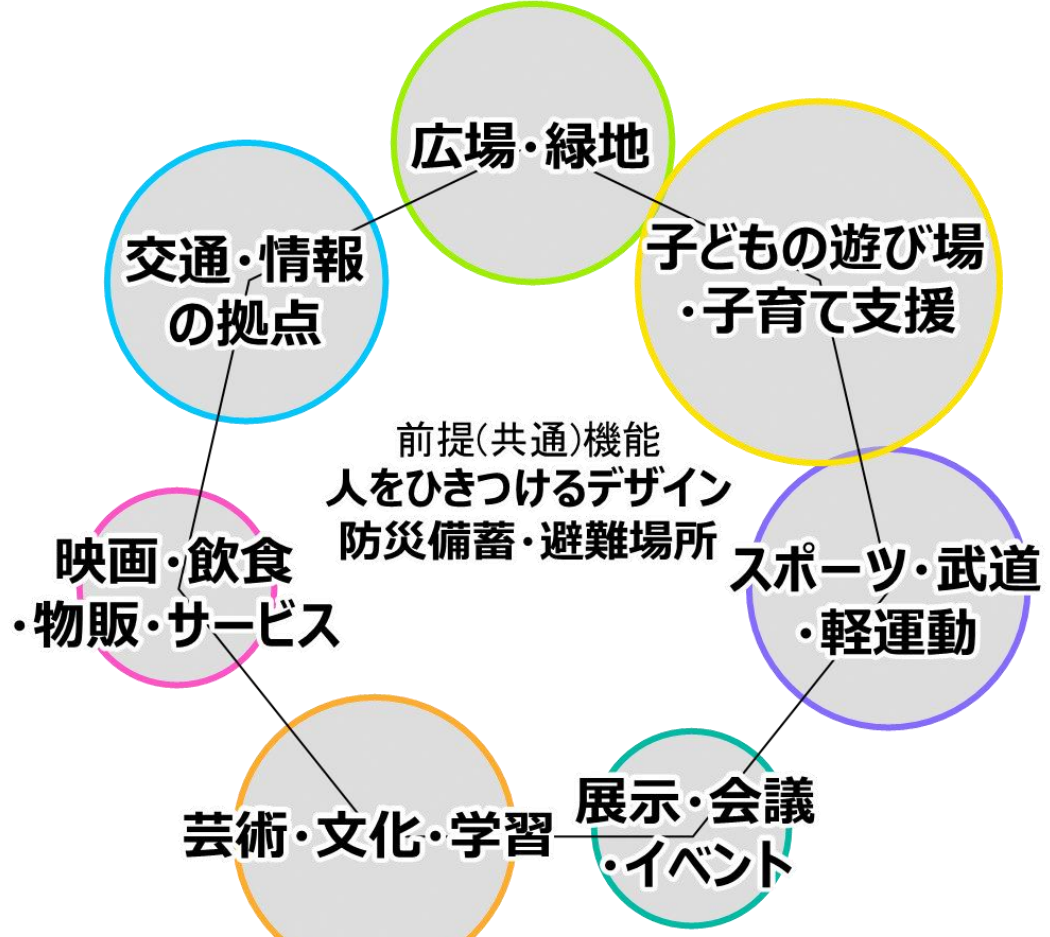 広場・緑地
子どもの遊び場
・子育て支援
交通・情報
の拠点
前提(共通)機能
人をひきつけるデザイン
防災備蓄・避難場所
スポーツ・武道
・軽運動
映画・飲食
・物販・サービス
展示・会議
・イベント
芸術・文化・学習